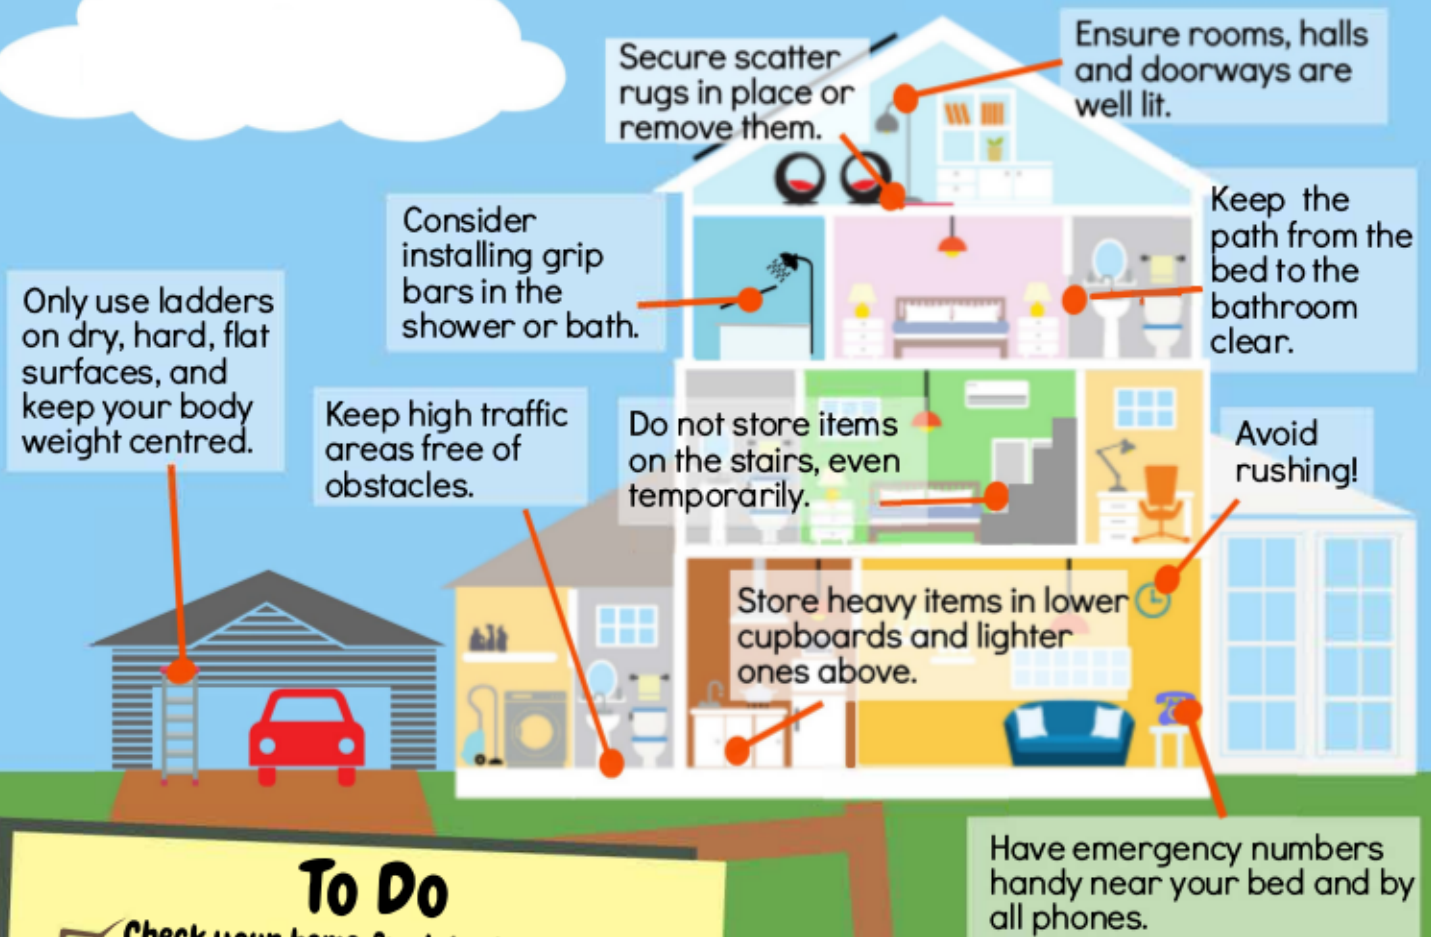 Secure scatter
rugs in place or
remove them.
Ensure rooms, halls
and doorways are
well lit.
Consider
installing grip
bars in the
shower or bath.
Keep the
path from the
bed to the
bathroom
clear.
Only use ladders
on dry, hard, flat
surfaces, and
keep your body
weight centred.
Keep high traffic
areas free of
obstacles.
Do not store items
on the stairs, even
temporarily.
Avoid
rushing!
Store heavy items in lower
cupboards and lighter
ones above.
Have emergency numbers
handy near your bed and by
all phones.
To Do
Check your home